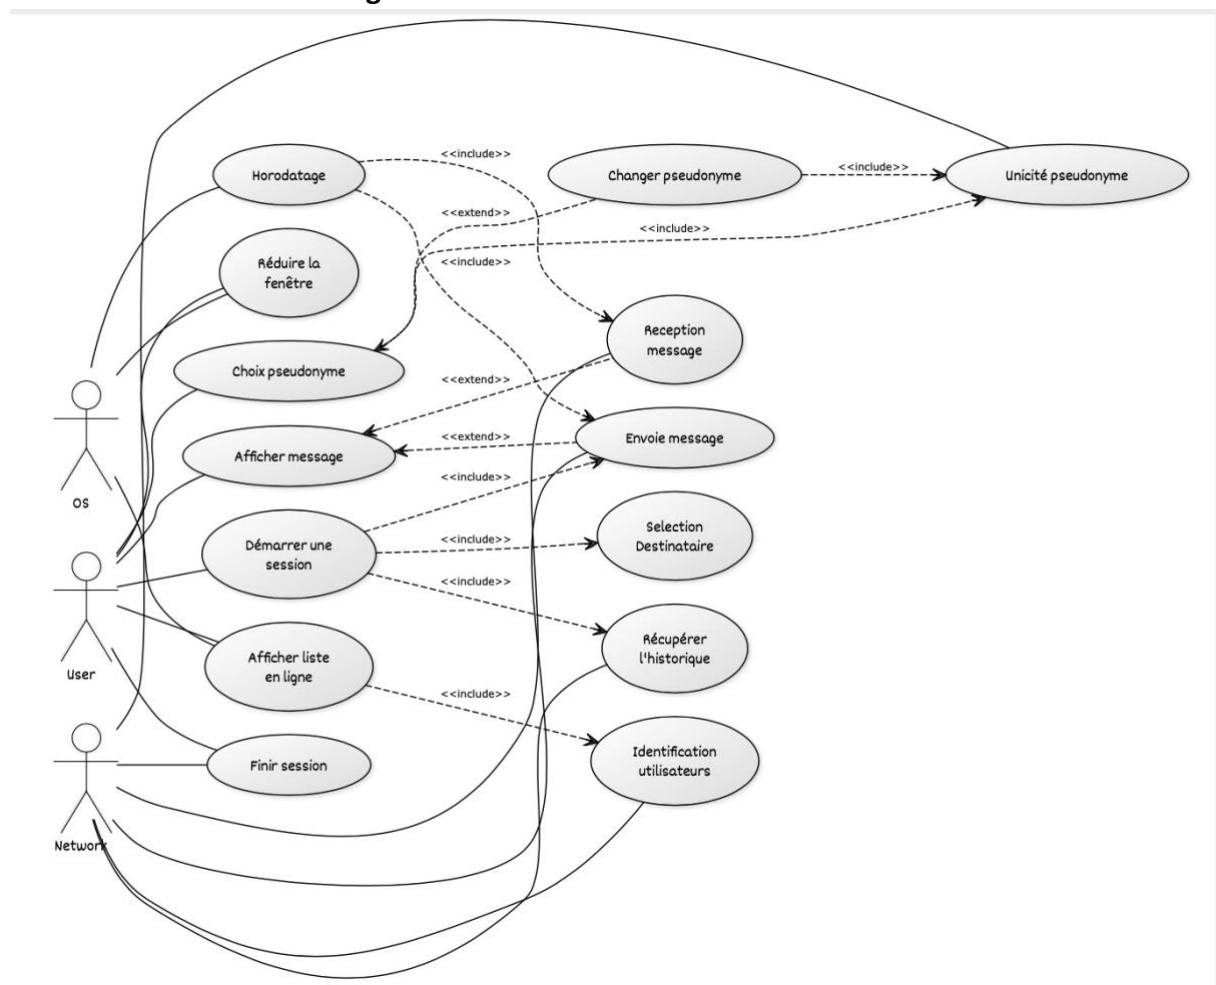 g
<<include>>
Horodatage
Changer pseudonyme
<<include>>
Unicité pseudonyme
<<extend>>
<<include>>
<<include>>
Réduire la
fenêtre
Reception
message
Choix pseudonyme
<<extend>>
OS
Afficher message
<<extend>>
Envoie message
<<include>>
Démarrer une
session
<<include>>
Selection
Destinataire
<<include>>
User
Afficher liste
en ligne
Récupérer
l'historique
<<include>>
Finir session
Identification
utilisateurs
Network